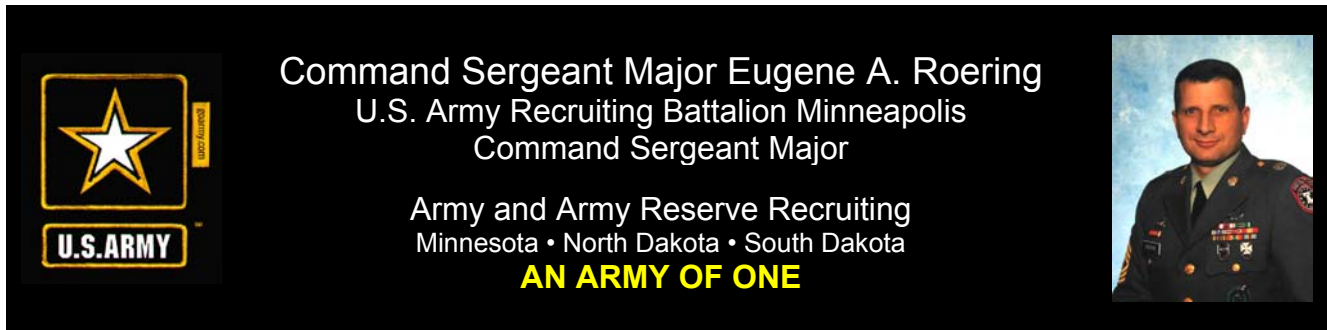 goarmy.com
U.S.ARMY
Command Sergeant Major Eugene A. Roering
U.S. Army Recruiting Battalion Minneapolis
Command Sergeant Major
Army and Army Reserve Recruiting
Minnesota • North Dakota • South Dakota
AN ARMY OF ONE